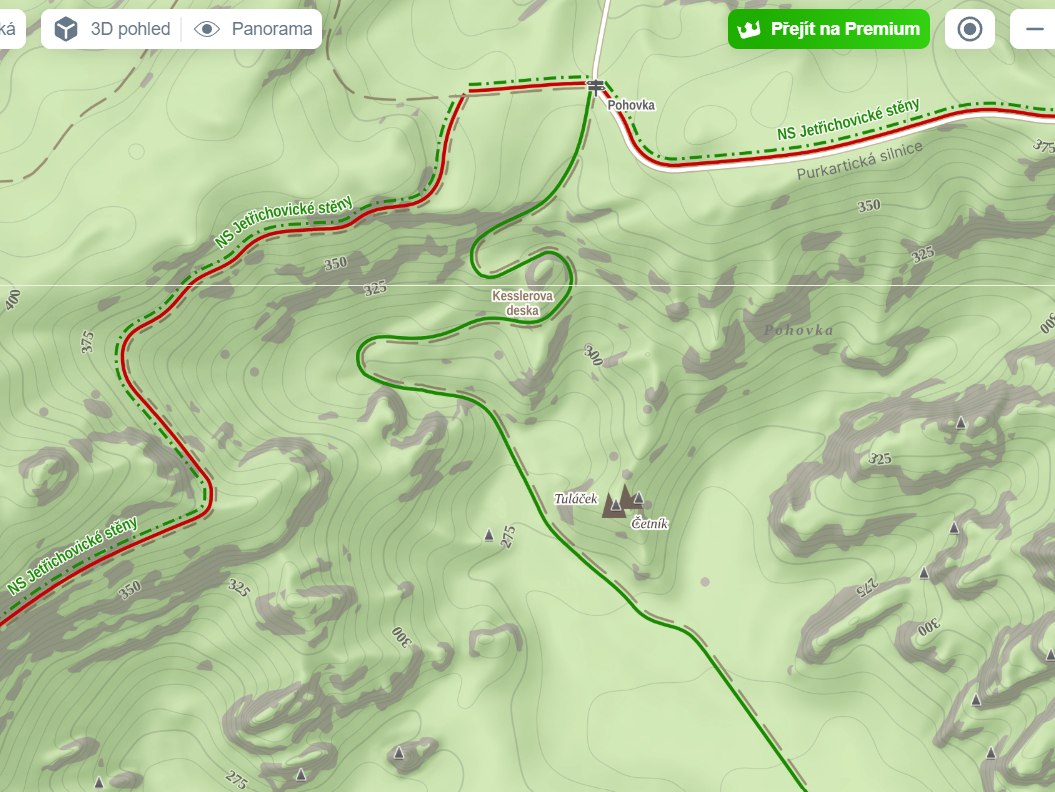 ká
3D pohled
Panorama
Přejít na Premium
Pohovka
NS Jetřichovické stěny
Purkartická silnice
375
350
325
NS Jetřichovické stěny
350
325
400
375
Kesslerova
deska
300
Pohovka
300
325
Tuláček
Četník
275
NS Jetřichovické stěny
350
325
300
275
300
275